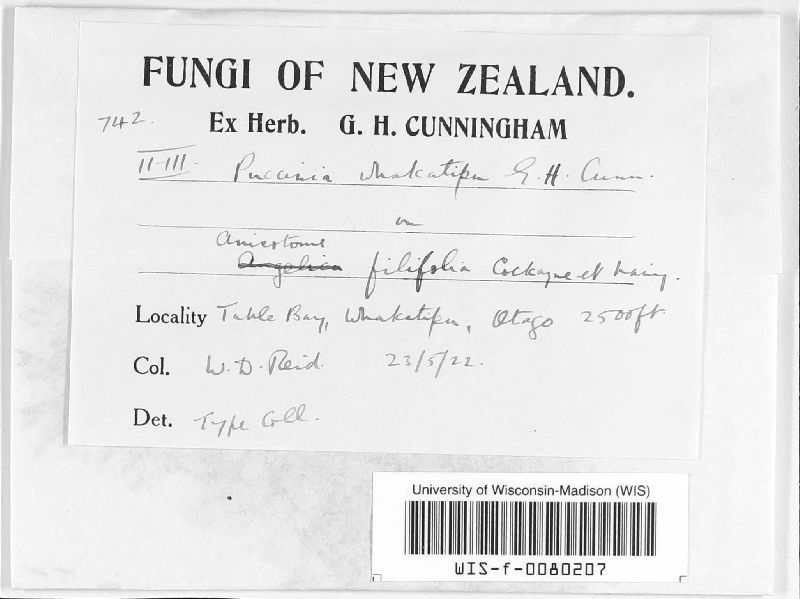 FUNGI OF NEW ZEALAND.
742. Ex Herb. G. H. CUNNINGHAM
II-III. Puccinia whakatipu G. H. Cunn.
on
Anisotome
Angelica filifolia Cockayne et Laing.
Locality Table Bay, Whakatipu, Otago 2500ft
Col. W. D. Reid. 23/5/22.
Det. Type Coll.
University of Wisconsin-Madison (WIS)
WIS-f-0080207